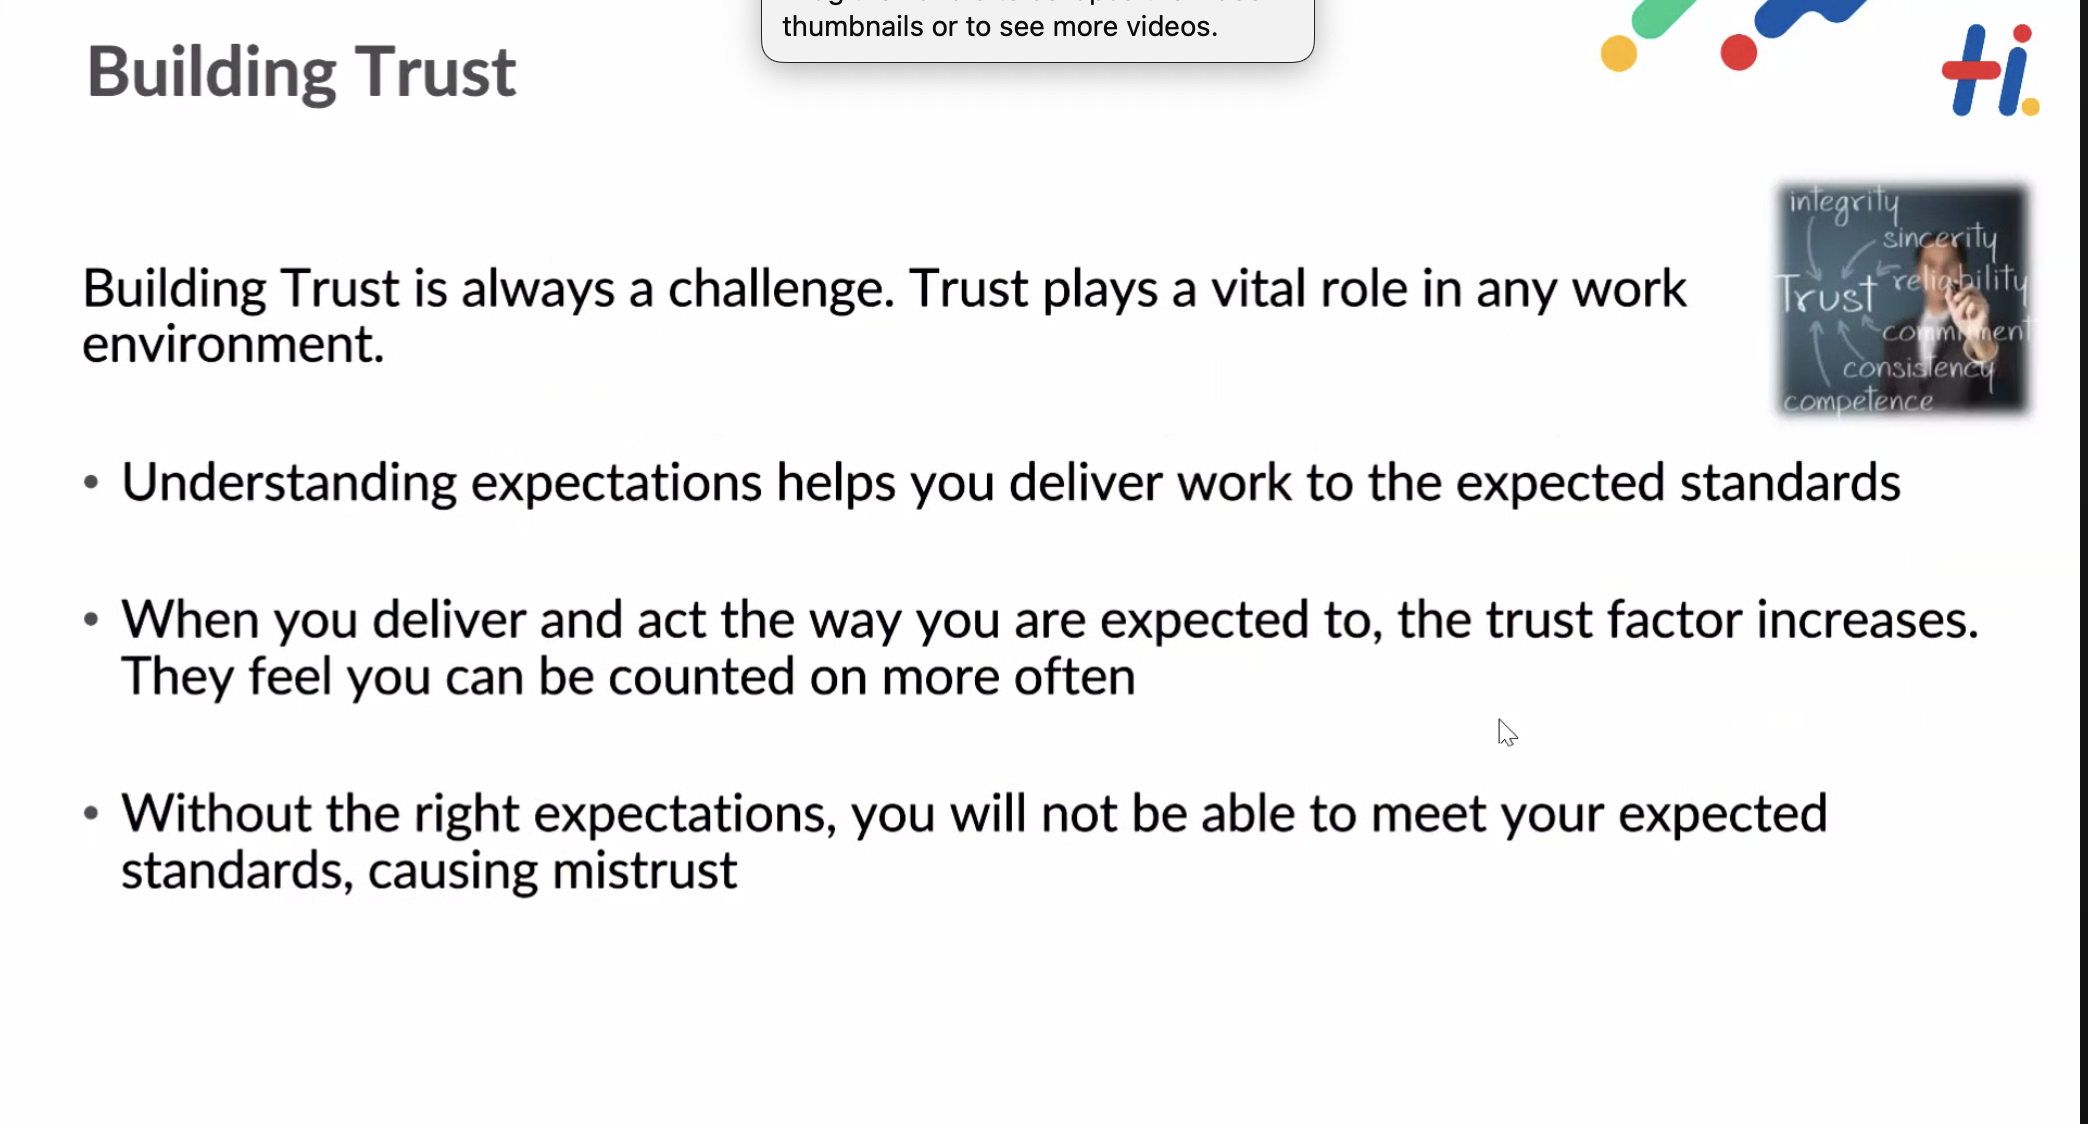 thumbnails or to see more videos.
Building Trust
Hi.
integrity
sincerity
reliability
Trust
commitment
consistency
competence
Building Trust is always a challenge. Trust plays a vital role in any work
environment.
• Understanding expectations helps you deliver work to the expected standards
• When you deliver and act the way you are expected to, the trust factor increases.
They feel you can be counted on more often
• Without the right expectations, you will not be able to meet your expected
standards, causing mistrust